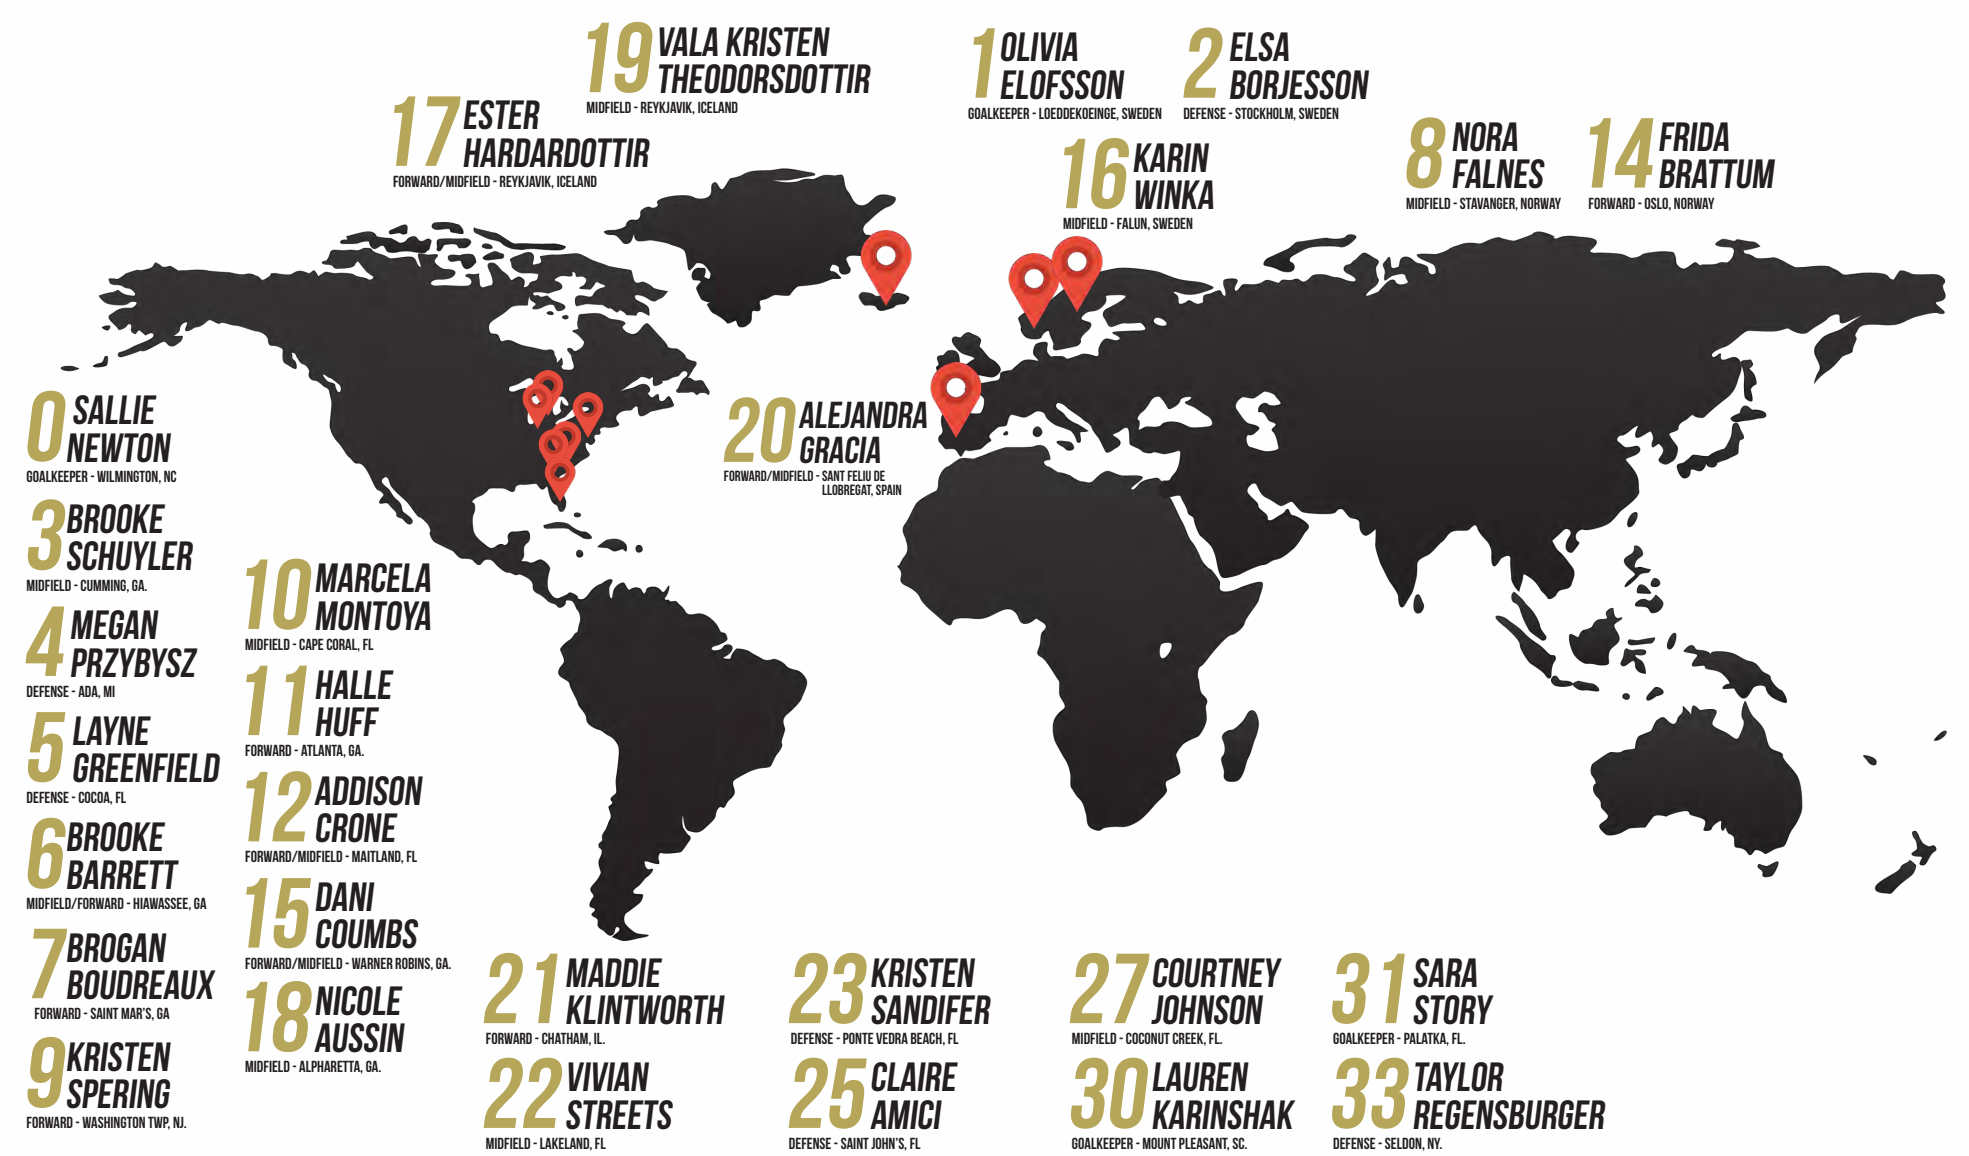 19 VALA KRISTEN
THEODORSDOTTIR
MIDFIELD - REYKJAVIK, ICELAND
17 ESTER
HARDARDOTTIR
FORWARD/MIDFIELD - REYKJAVIK, ICELAND
1 OLIVIA
ELOFSSON
GOALKEEPER - LOEDDEKOEINGE, SWEDEN
2 ELSA
BORJESSON
DEFENSE - STOCKHOLM, SWEDEN
16 KARIN
WINKA
MIDFIELD - FALUN, SWEDEN
8 NORA
FALNES
MIDFIELD - STAVANGER, NORWAY
14 FRIDA
BRATTUM
FORWARD - OSLO, NORWAY
20 ALEJANDRA
GRACIA
FORWARD/MIDFIELD - SANT FELIU DE
LLOBREGAT, SPAIN
0 SALLIE
NEWTON
GOALKEEPER - WILMINGTON, NC
3 BROOKE
SCHUYLER
MIDFIELD - CUMMING, GA.
4 MEGAN
PRZYBYSZ
DEFENSE - ADA, MI
5 LAYNE
GREENFIELD
DEFENSE - COCOA, FL
6 BROOKE
BARRETT
MIDFIELD/FORWARD - HIAWASSEE, GA
7 BROGAN
BOUDREAUX
FORWARD - SAINT MAR'S, GA
9 KRISTEN
SPERING
FORWARD - WASHINGTON TWP, NJ.
10 MARCELA
MONTOYA
MIDFIELD - CAPE CORAL, FL
11 HALLE
HUFF
FORWARD - ATLANTA, GA.
12 ADDISON
CRONE
FORWARD/MIDFIELD - MAITLAND, FL
15 DANI
COUMBS
FORWARD/MIDFIELD - WARNER ROBINS, GA.
18 NICOLE
AUSSIN
MIDFIELD - ALPHARETTA, GA.
21 MADDIE
KLINTWORTH
FORWARD - CHATHAM, IL.
22 VIVIAN
STREETS
MIDFIELD - LAKELAND, FL
23 KRISTEN
SANDIFER
DEFENSE - PONTE VEDRA BEACH, FL
25 CLAIRE
AMICI
DEFENSE - SAINT JOHN'S, FL
27 COURTNEY
JOHNSON
MIDFIELD - COCONUT CREEK, FL.
30 LAUREN
KARINSHAK
GOALKEEPER - MOUNT PLEASANT, SC.
31 SARA
STORY
GOALKEEPER - PALATKA, FL.
33 TAYLOR
REGENSBURGER
DEFENSE - SELDON, NY.